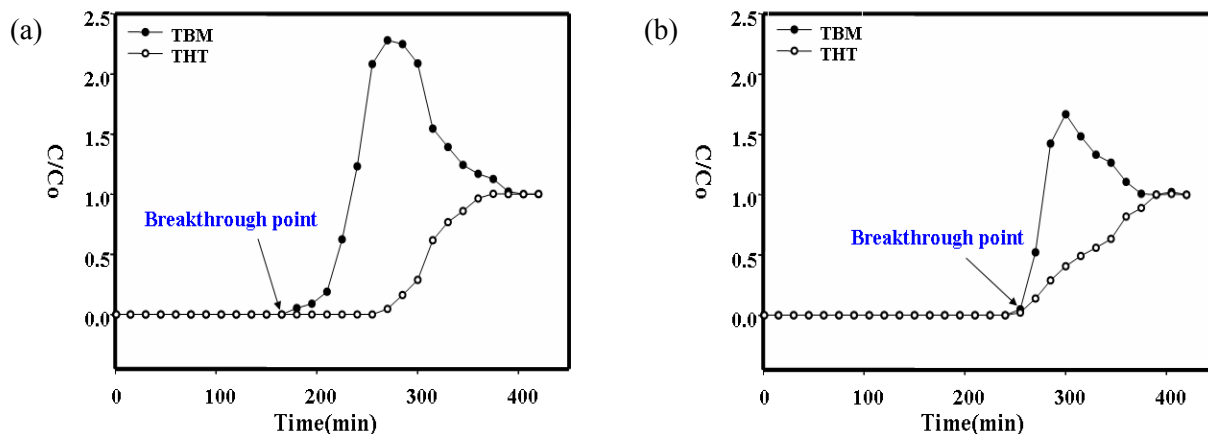 (a)
2.5
TBM
THT
2.0
1.5
C/Co
1.0
Breakthrough point
0.5
0.0
0 100 200 300 400
Time(min)
(b)
2.5
TBM
THT
2.0
1.5
C/Co
1.0
Breakthrough point
0.5
0.0
0 100 200 300 400
Time(min)